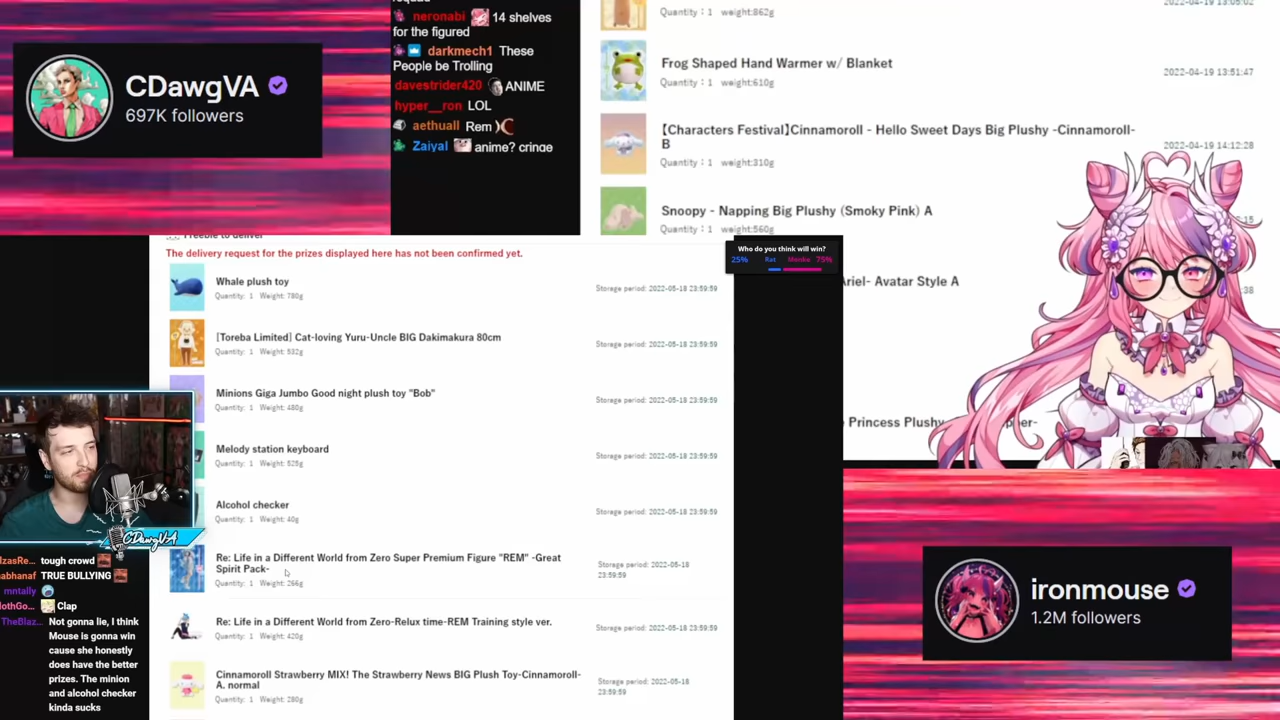 CDawgVA
697K followers
neronabi 14 shelves
for the figured
darkmech1 These
People be Trolling
davestrider420 ANIME
hyper__ron LOL
aethuall Rem
Zaiyal anime? cringe
Quantity : 1 weight:862g
Frog Shaped Hand Warmer w/ Blanket
Quantity : 1 weight:610g
2022-04-19 13:51:47
【Characters Festival】Cinnamoroll - Hello Sweet Days Big Plushy -Cinnamoroll-
B
Quantity : 1 weight:310g
2022-04-19 14:12:28
Snoopy - Napping Big Plushy (Smoky Pink) A
Quantity : 1 weight:560g
The delivery request for the prizes displayed here has not been confirmed yet.
Who do you think will win?
25% Rat Monke 75%
Whale plush toy
Quantity: 1 Weight: 780g
Storage period: 2022-05-18 23:59:59
[Toreba Limited] Cat-loving Yuru-Uncle BIG Dakimakura 80cm
Quantity: 1 Weight: 532g
Storage period: 2022-05-18 23:59:59
Minions Giga Jumbo Good night plush toy "Bob"
Quantity: 1 Weight: 480g
Storage period: 2022-05-18 23:59:59
Melody station keyboard
Quantity: 1 Weight: 525g
Storage period: 2022-05-18 23:59:59
Alcohol checker
Quantity: 1 Weight: 40g
Storage period: 2022-05-18 23:59:59
Re: Life in a Different World from Zero Super Premium Figure "REM" -Great
Spirit Pack-
Quantity: 1 Weight: 266g
Storage period: 2022-05-18
23:59:59
Re: Life in a Different World from Zero-Relux time-REM Training style ver.
Quantity: 1 Weight: 420g
Storage period: 2022-05-18 23:59:59
Cinnamoroll Strawberry MIX! The Strawberry News BIG Plush Toy-Cinnamoroll-
A. normal
Quantity: 1 Weight: 280g
Storage period: 2022-05-18
23:59:59
Ariel- Avatar Style A
Princess Plushy
CDawgVA
tough crowd
TRUE BULLYING
mntally
Clap
TheBlaz... Not gonna lie, I think
Mouse is gonna win
cause she honestly
does have the better
prizes. The minion
and alcohol checker
kinda sucks
ironmouse
1.2M followers